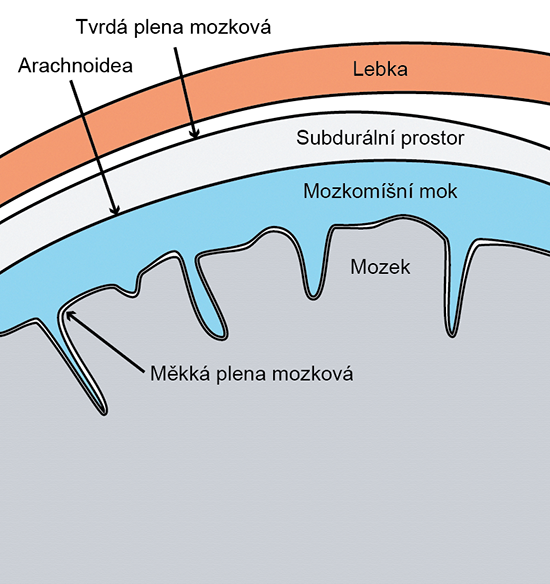 Tvrdá plena mozková
Arachnoidea
Lebka
Subdurální prostor
Mozkomíšní mok
Mozek
Měkká plena mozková